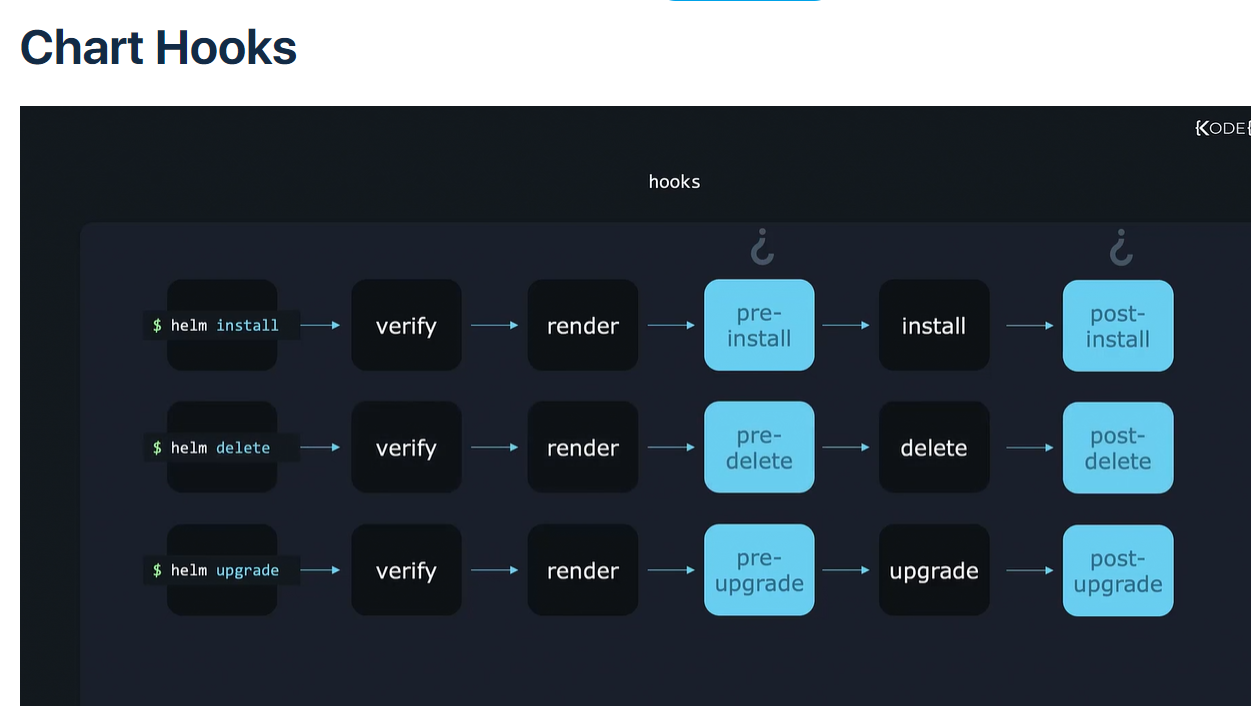 Chart Hooks
{KODE{
hooks
$ helm install
verify
render
pre-
install
install
post-
install
$ helm delete
verify
render
pre-
delete
delete
post-
delete
$ helm upgrade
verify
render
pre-
upgrade
upgrade
post-
upgrade